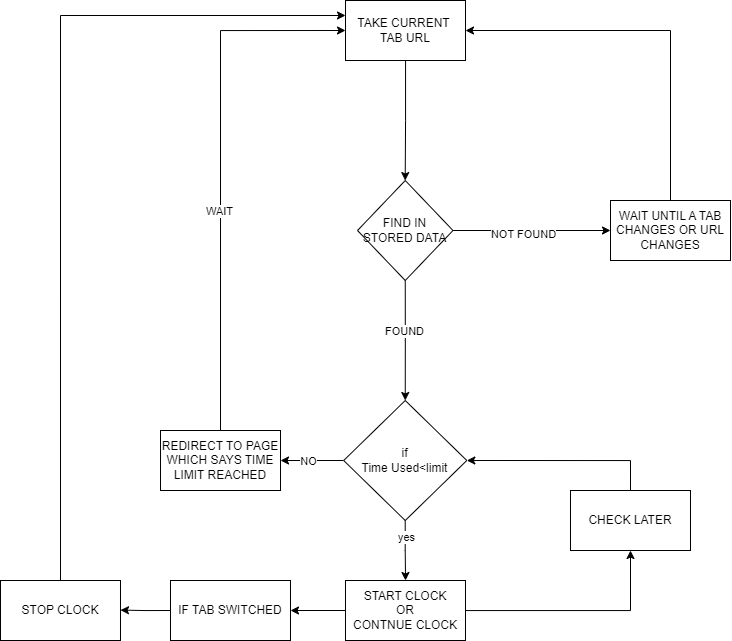 TAKE CURRENT
TAB URL
WAIT
FIND IN
STORED DATA
NOT FOUND
WAIT UNTIL A TAB
CHANGES OR URL
CHANGES
FOUND
REDIRECT TO PAGE
WHICH SAYS TIME
LIMIT REACHED
NO
if
Time Used<limit
CHECK LATER
yes
STOP CLOCK
IF TAB SWITCHED
START CLOCK
OR
CONTNUE CLOCK